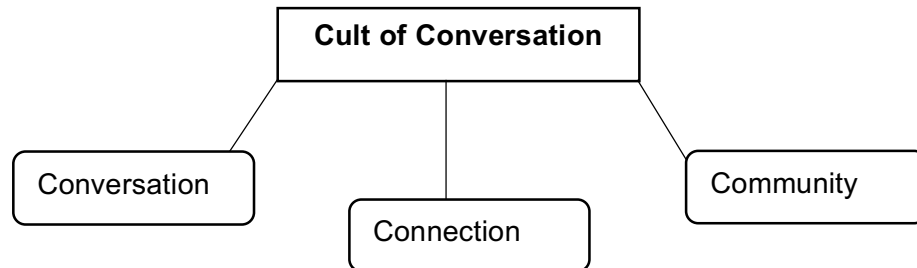 Cult of Conversation
Conversation
Connection
Community